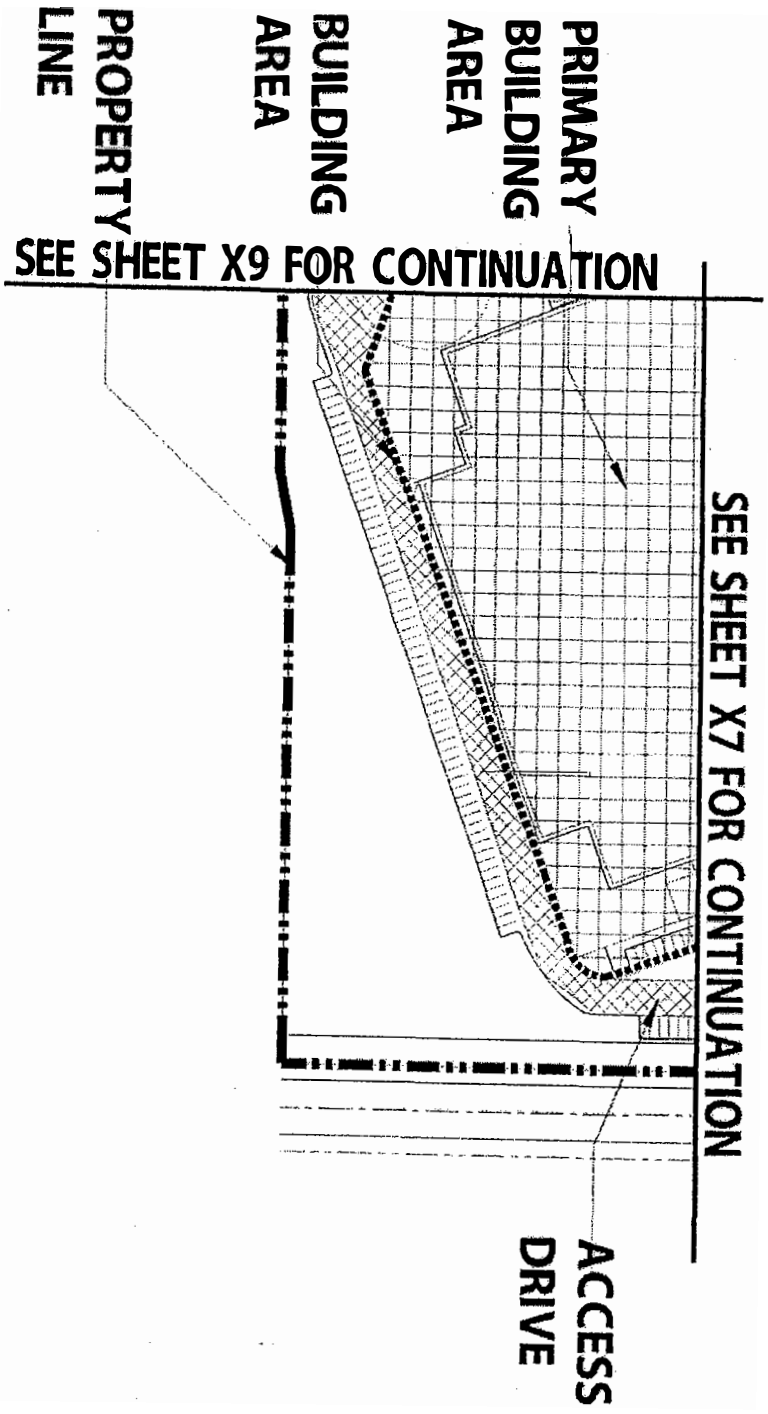 PRIMARY
BUILDING
AREA
BUILDING
AREA
PROPERTY
LINE
SEE SHEET X9 FOR CONTINUATION
SEE SHEET X7 FOR CONTINUATION
ACCESS
DRIVE